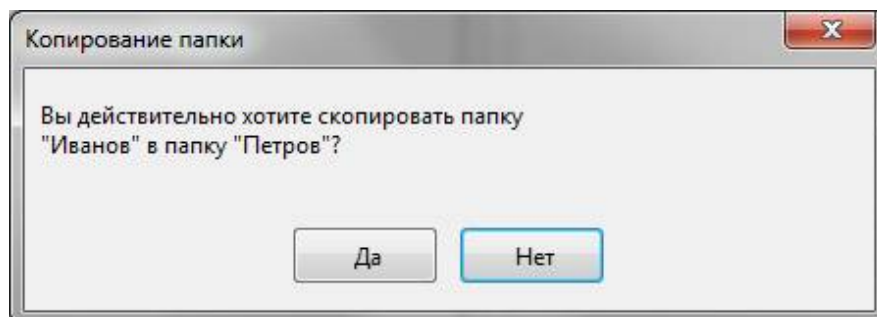 Копирование папки
Вы действительно хотите скопировать папку
"Иванов" в папку "Петров"?
Да
Нет